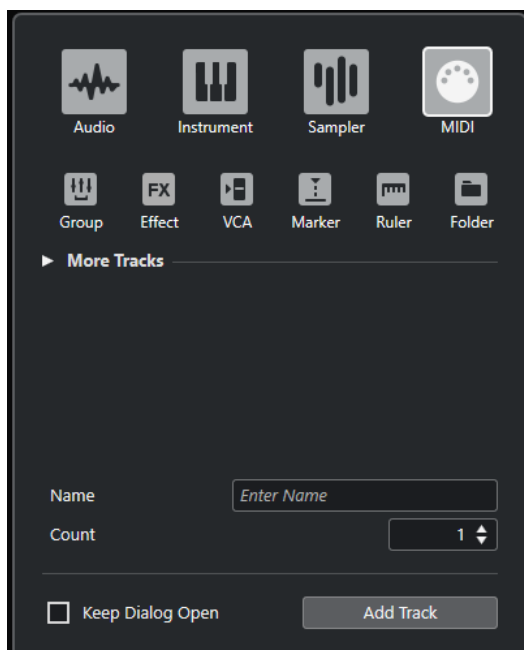 Audio Instrument Sampler MIDI
FX
Group Effect VCA Marker Ruler Folder
More Tracks
Name Enter Name
Count 1
Keep Dialog Open Add Track